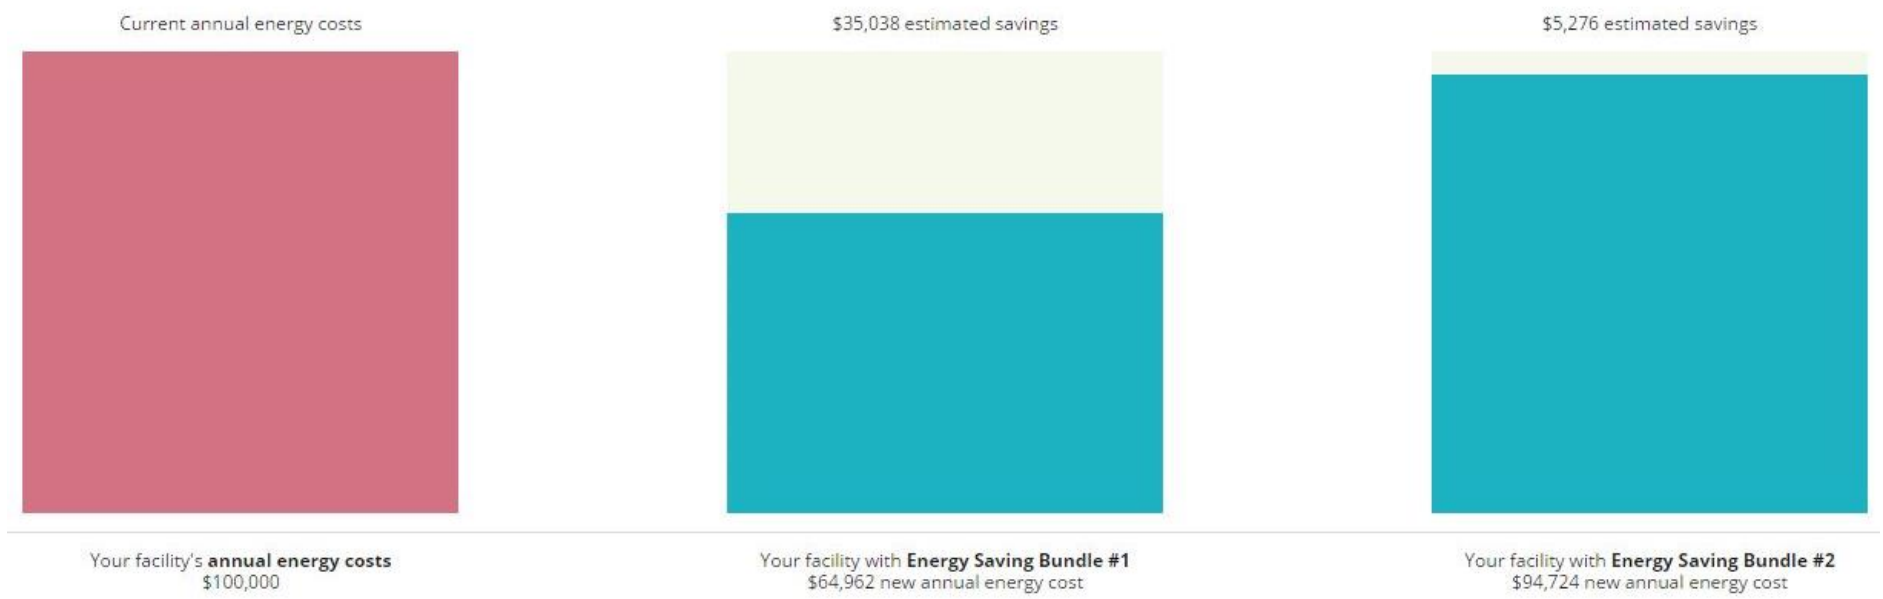 Current annual energy costs
$35,038 estimated savings
$5,276 estimated savings
Your facility's annual energy costs
$100,000
Your facility with Energy Saving Bundle #1
$64,962 new annual energy cost
Your facility with Energy Saving Bundle #2
$94,724 new annual energy cost